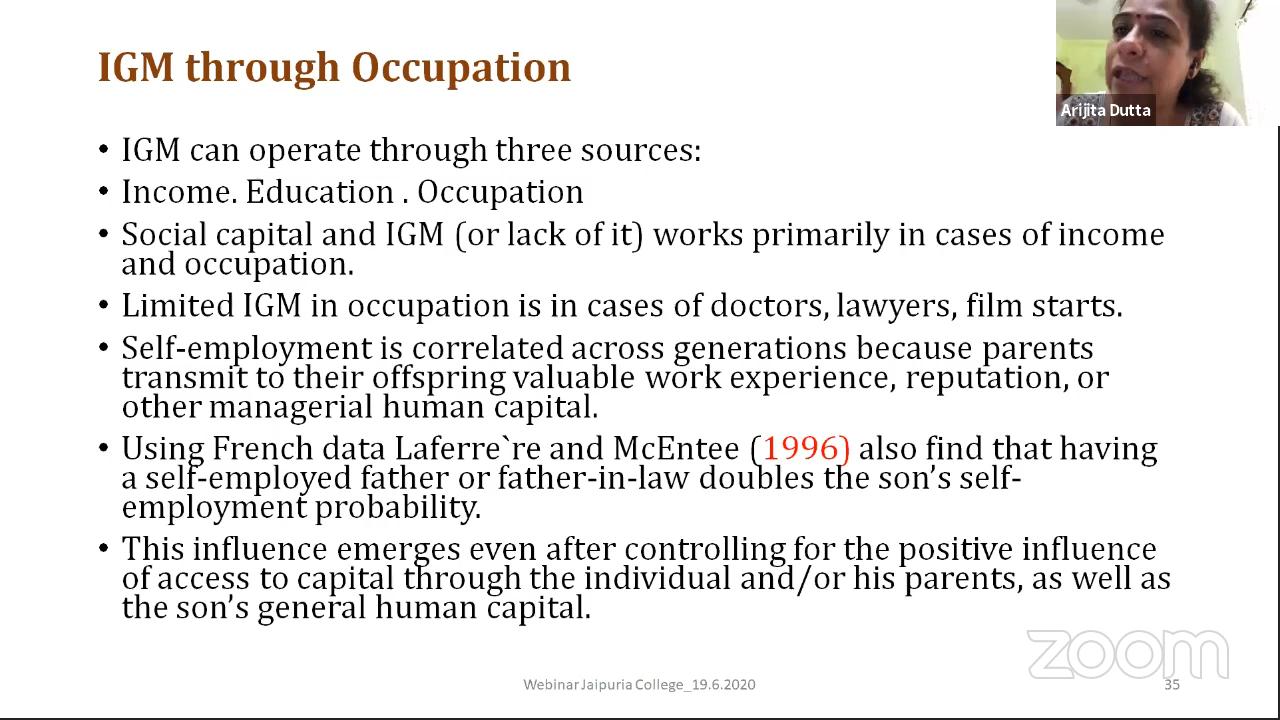 IGM through Occupation
Arijita Dutta
• IGM can operate through three sources:
• Income. Education . Occupation
• Social capital and IGM (or lack of it) works primarily in cases of income
and occupation.
• Limited IGM in occupation is in cases of doctors, lawyers, film starts.
• Self-employment is correlated across generations because parents
transmit to their offspring valuable work experience, reputation, or
other managerial human capital.
• Using French data Laferre`re and McEntee (1996) also find that having
a self-employed father or father-in-law doubles the son’s self-
employment probability.
• This influence emerges even after controlling for the positive influence
of access to capital through the individual and/or his parents, as well as
the son’s general human capital.
zoom
Webinar Jaipuria College_19.6.2020
35